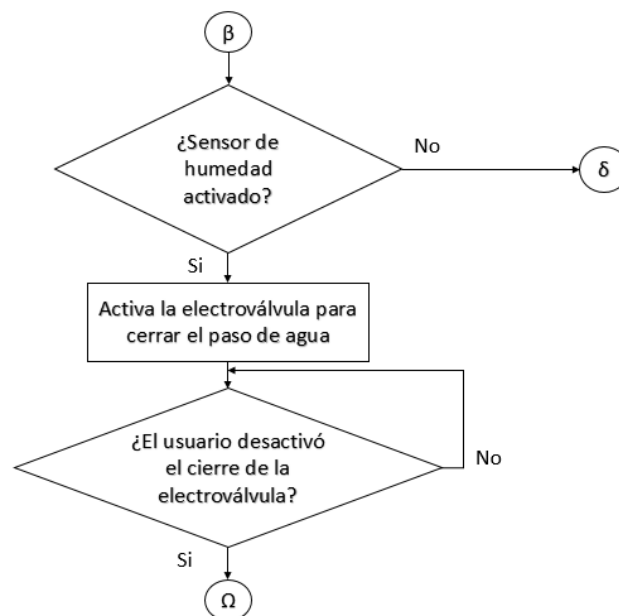 β
¿Sensor de
humedad
activado?
No
δ
Si
Activa la electroválvula para
cerrar el paso de agua
¿El usuario desactivó
el cierre de la
electroválvula?
No
Si
Ω